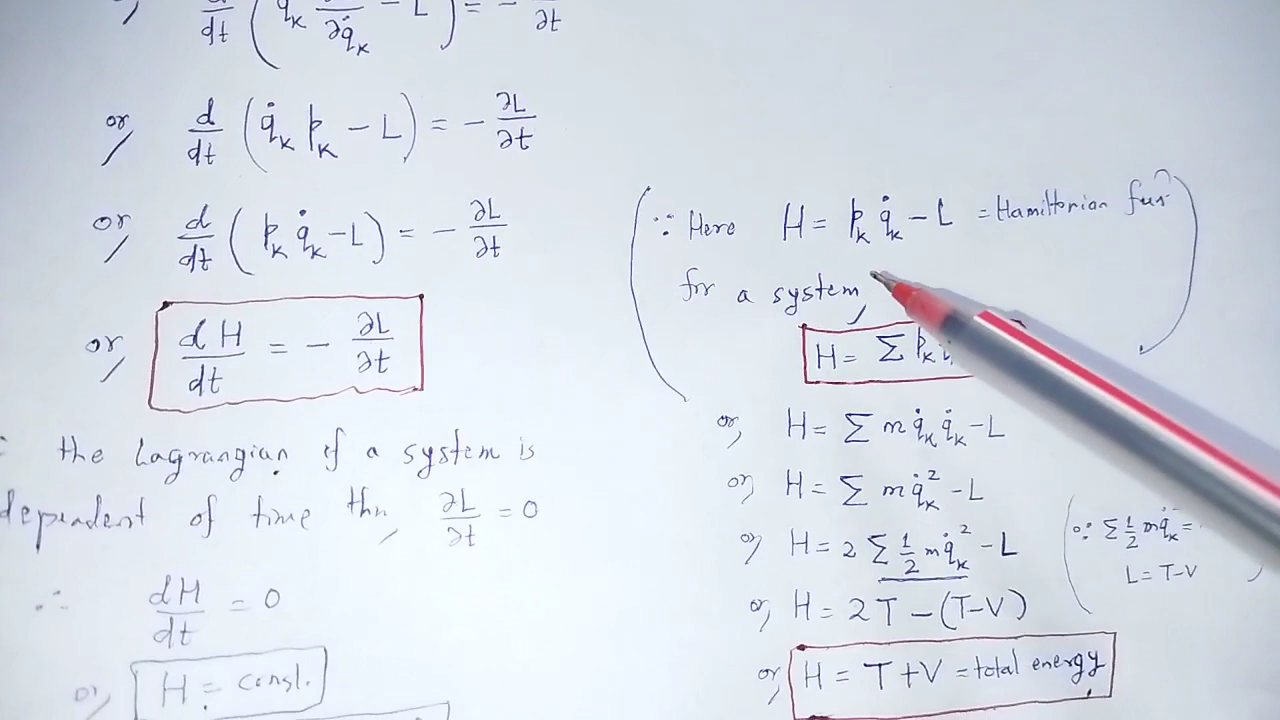 d/dt (q̇ₖ ∂/∂q̇ₖ − L) = − /∂t
or, d/dt (q̇ₖ pₖ − L) = − ∂L/∂t
or, d/dt (pₖ q̇ₖ − L) = − ∂L/∂t
or, dH/dt = − ∂L/∂t
the Lagrangian of a system is
dependent of time then, ∂L/∂t = 0
∴ dH/dt = 0
or, H = const.
∵ Here H = pₖ q̇ₖ − L = Hamiltonian funⁿ
for a system,
H = Σ pₖ
or, H = Σ m q̇ₖ q̇ₖ − L
or, H = Σ m q̇ₖ² − L
or, H = 2 Σ 1/2 m q̇ₖ² − L
∵ Σ 1/2 m q̇ₖ² =
L = T − V
or, H = 2T − (T − V)
or, H = T + V = total energy